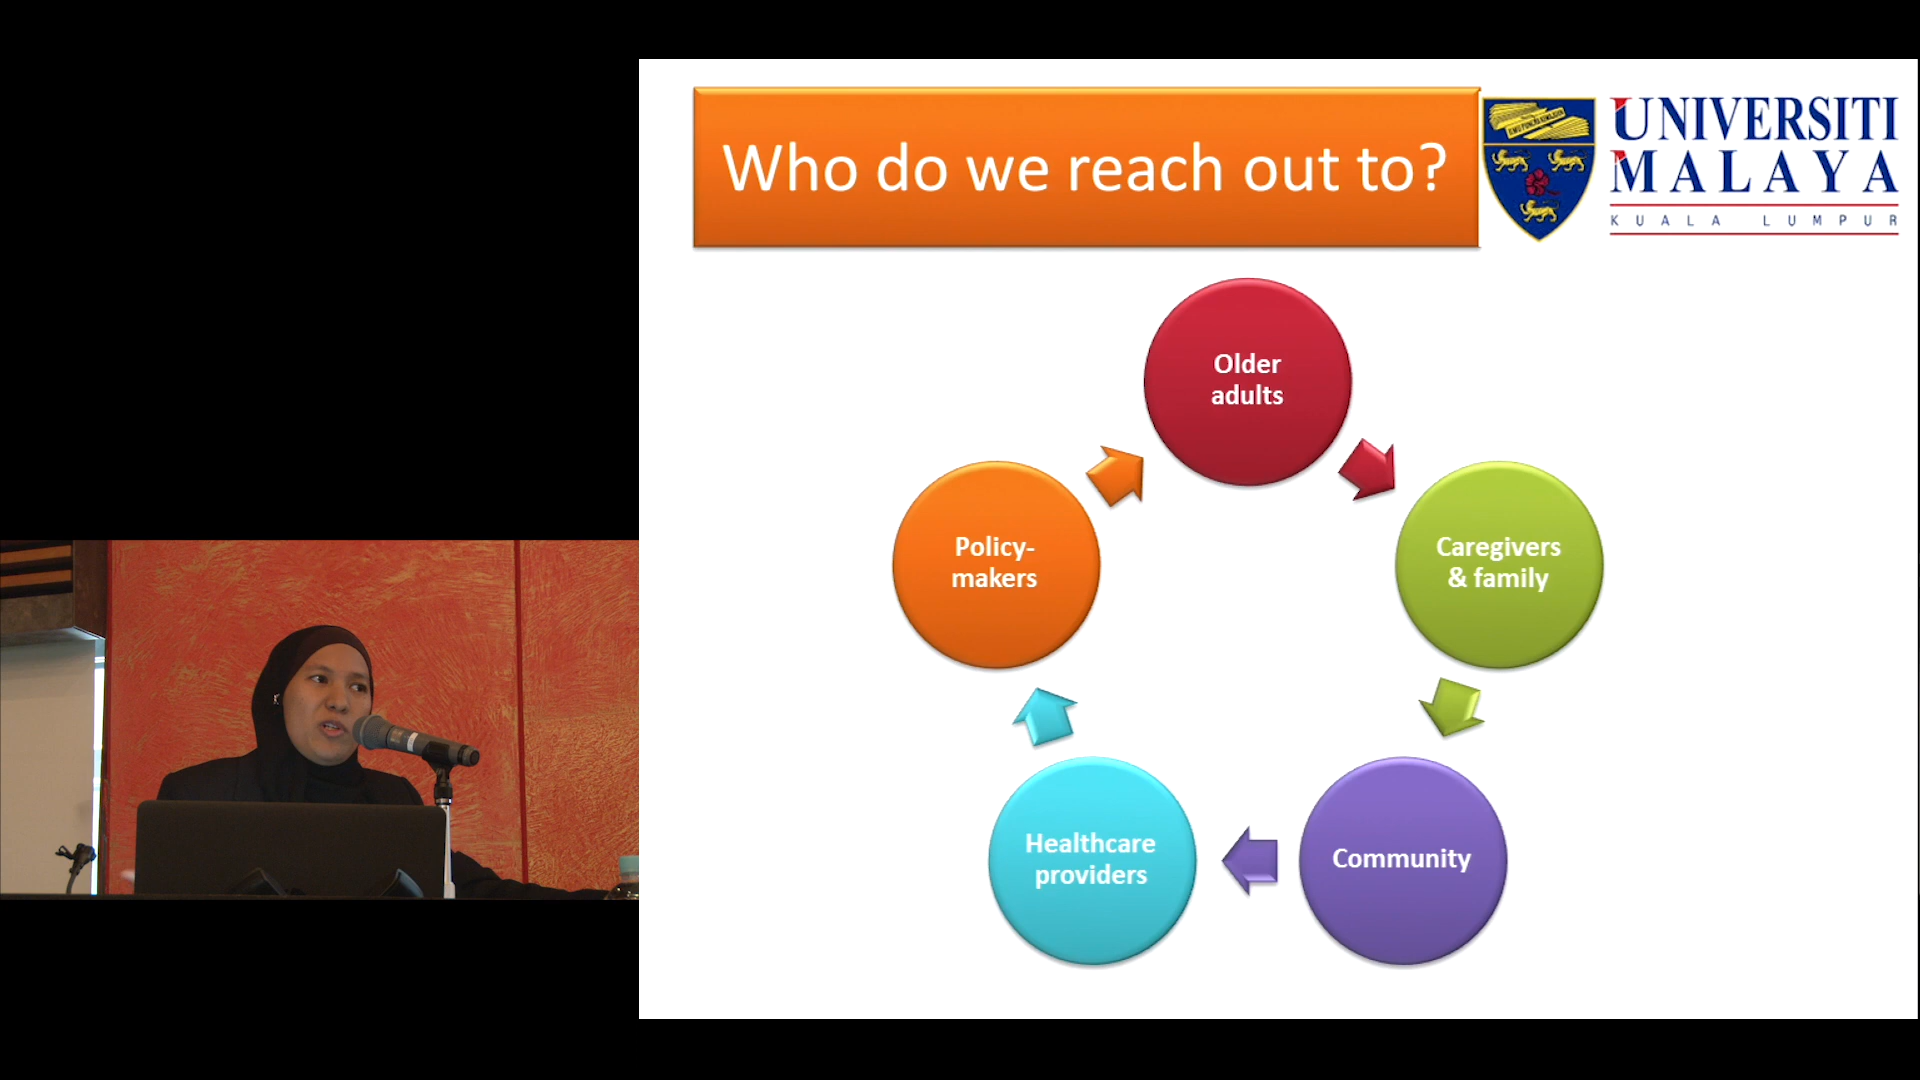 Who do we reach out to?
UNIVERSITI
MALAYA
KUALA LUMPUR
Older
adults
Caregivers
& family
Community
Healthcare
providers
Policy-
makers